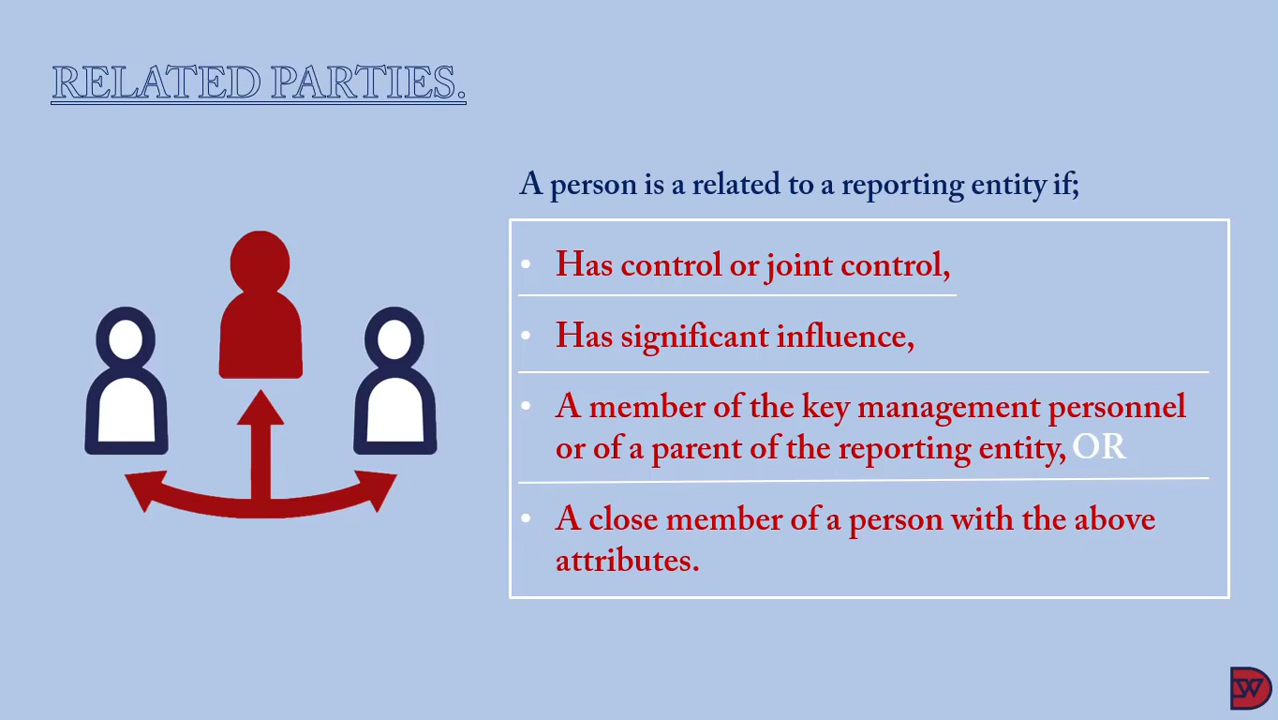 RELATED PARTIES.
A person is a related to a reporting entity if;
• Has control or joint control,
• Has significant influence,
• A member of the key management personnel
or of a parent of the reporting entity, OR
• A close member of a person with the above
attributes.
DW